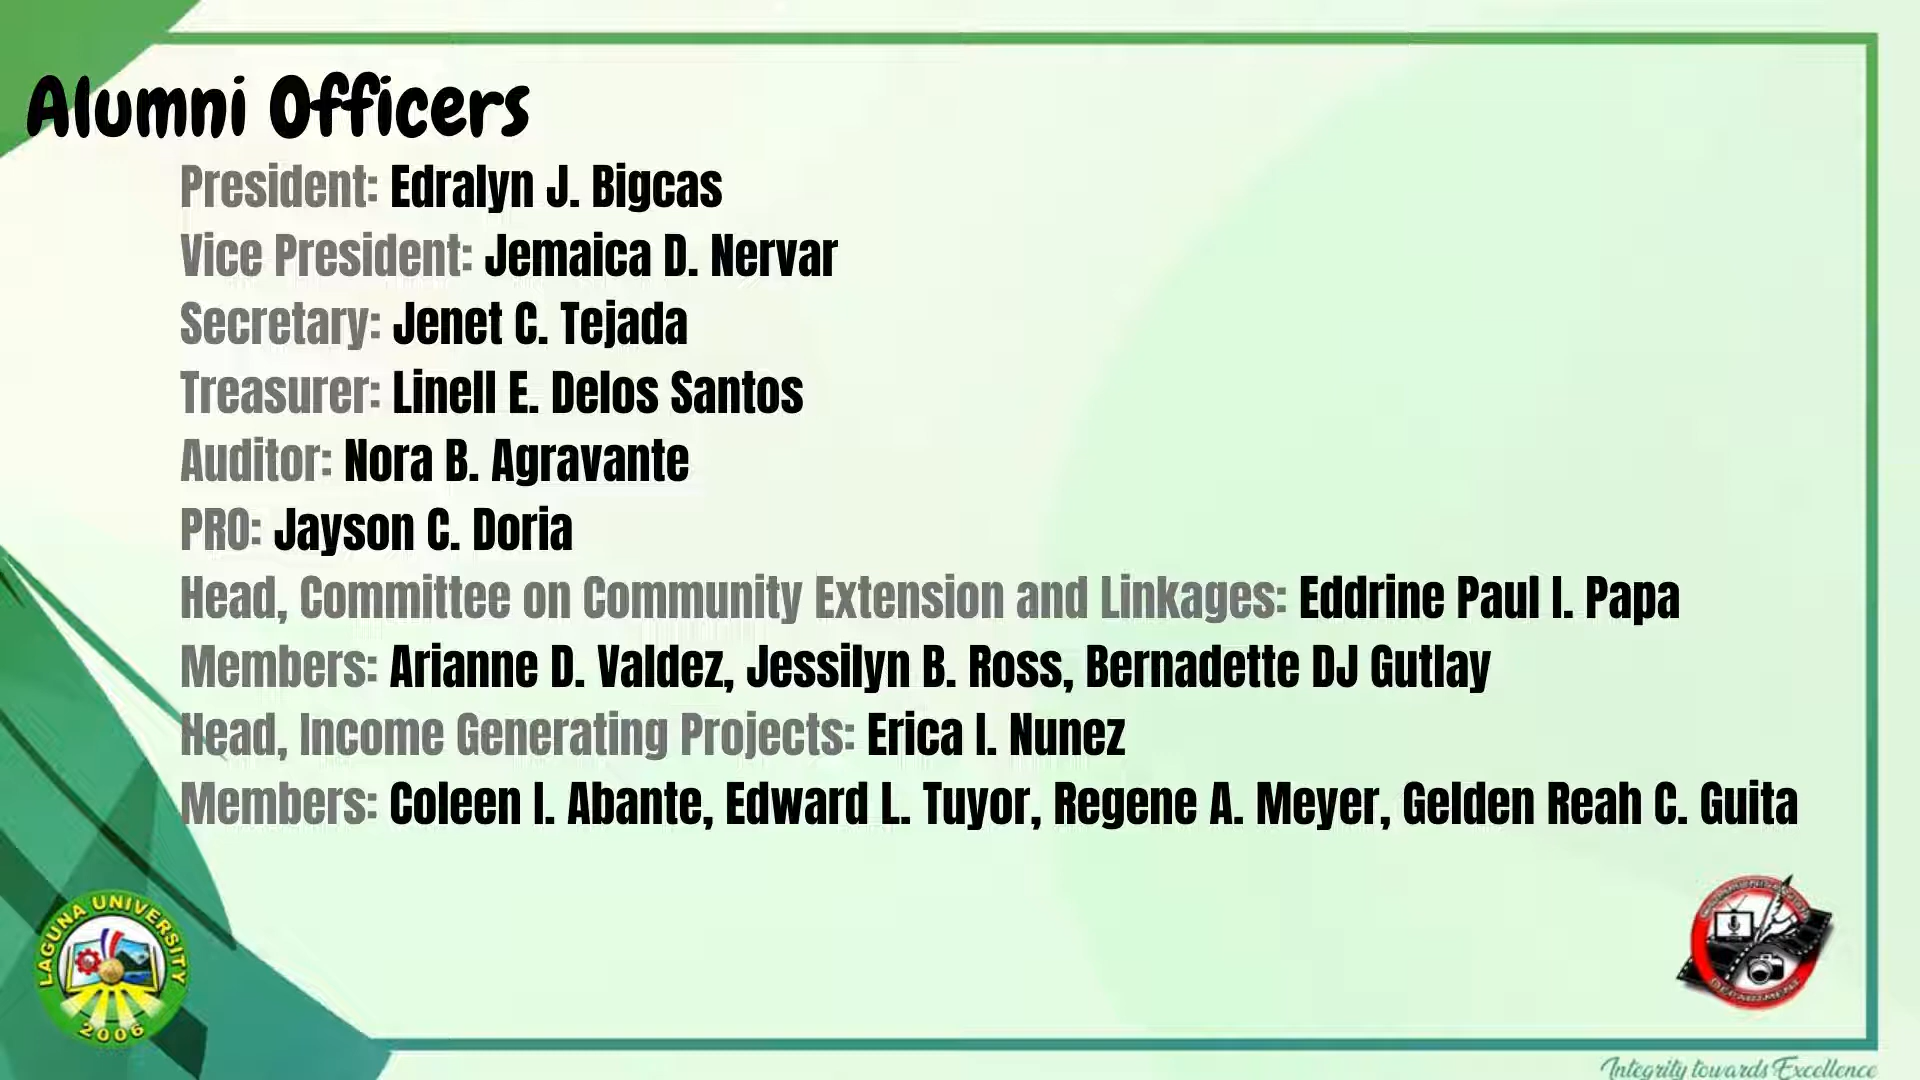 Alumni Officers
President: Edralyn J. Bigcas
Vice President: Jemaica D. Nervar
Secretary: Jenet C. Tejada
Treasurer: Linell E. Delos Santos
Auditor: Nora B. Agravante
PRO: Jayson C. Doria
Head, Committee on Community Extension and Linkages: Eddrine Paul I. Papa
Members: Arianne D. Valdez, Jessilyn B. Ross, Bernadette DJ Gutlay
Head, Income Generating Projects: Erica I. Nunez
Members: Coleen I. Abante, Edward L. Tuyor, Regene A. Meyer, Gelden Reah C. Guita
LAGUNA UNIVERSITY
2006
DEPARTMENT
Integrity towards Excellence